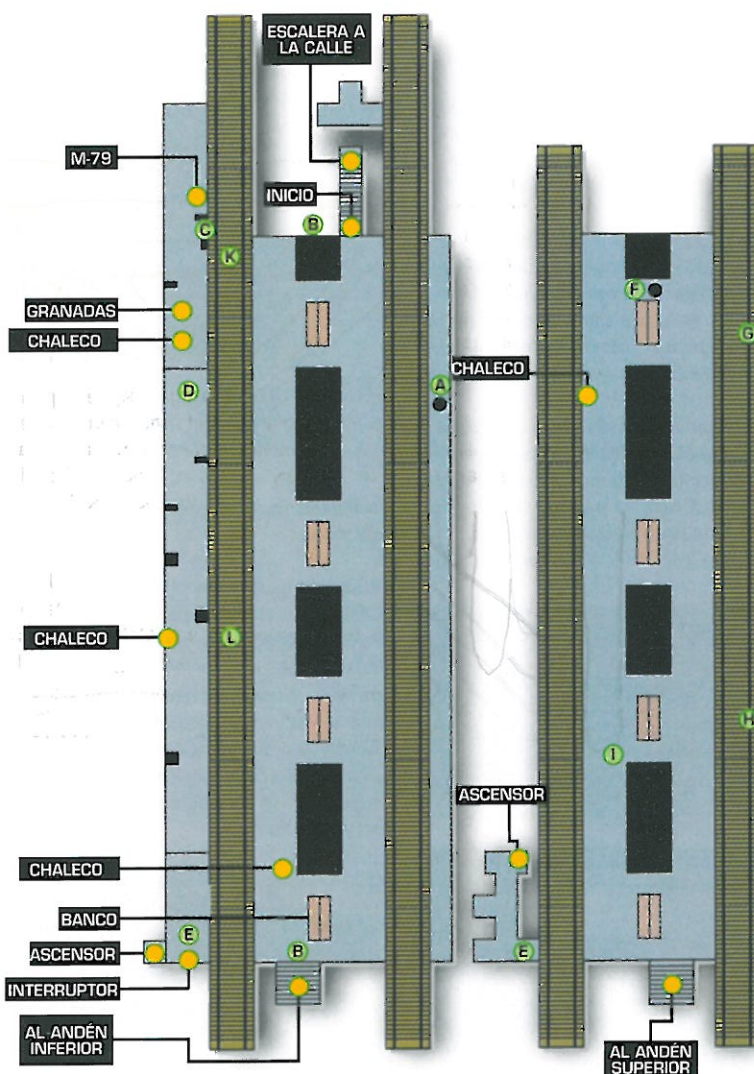 ESCALERA A
LA CALLE
M-79
INICIO
B
C
K
F
GRANADAS
G
CHALECO
CHALECO
A
D
CHALECO
L
H
I
ASCENSOR
CHALECO
BANCO
E
B
E
ASCENSOR
INTERRUPTOR
AL ANDÉN
INFERIOR
AL ANDÉN
SUPERIOR